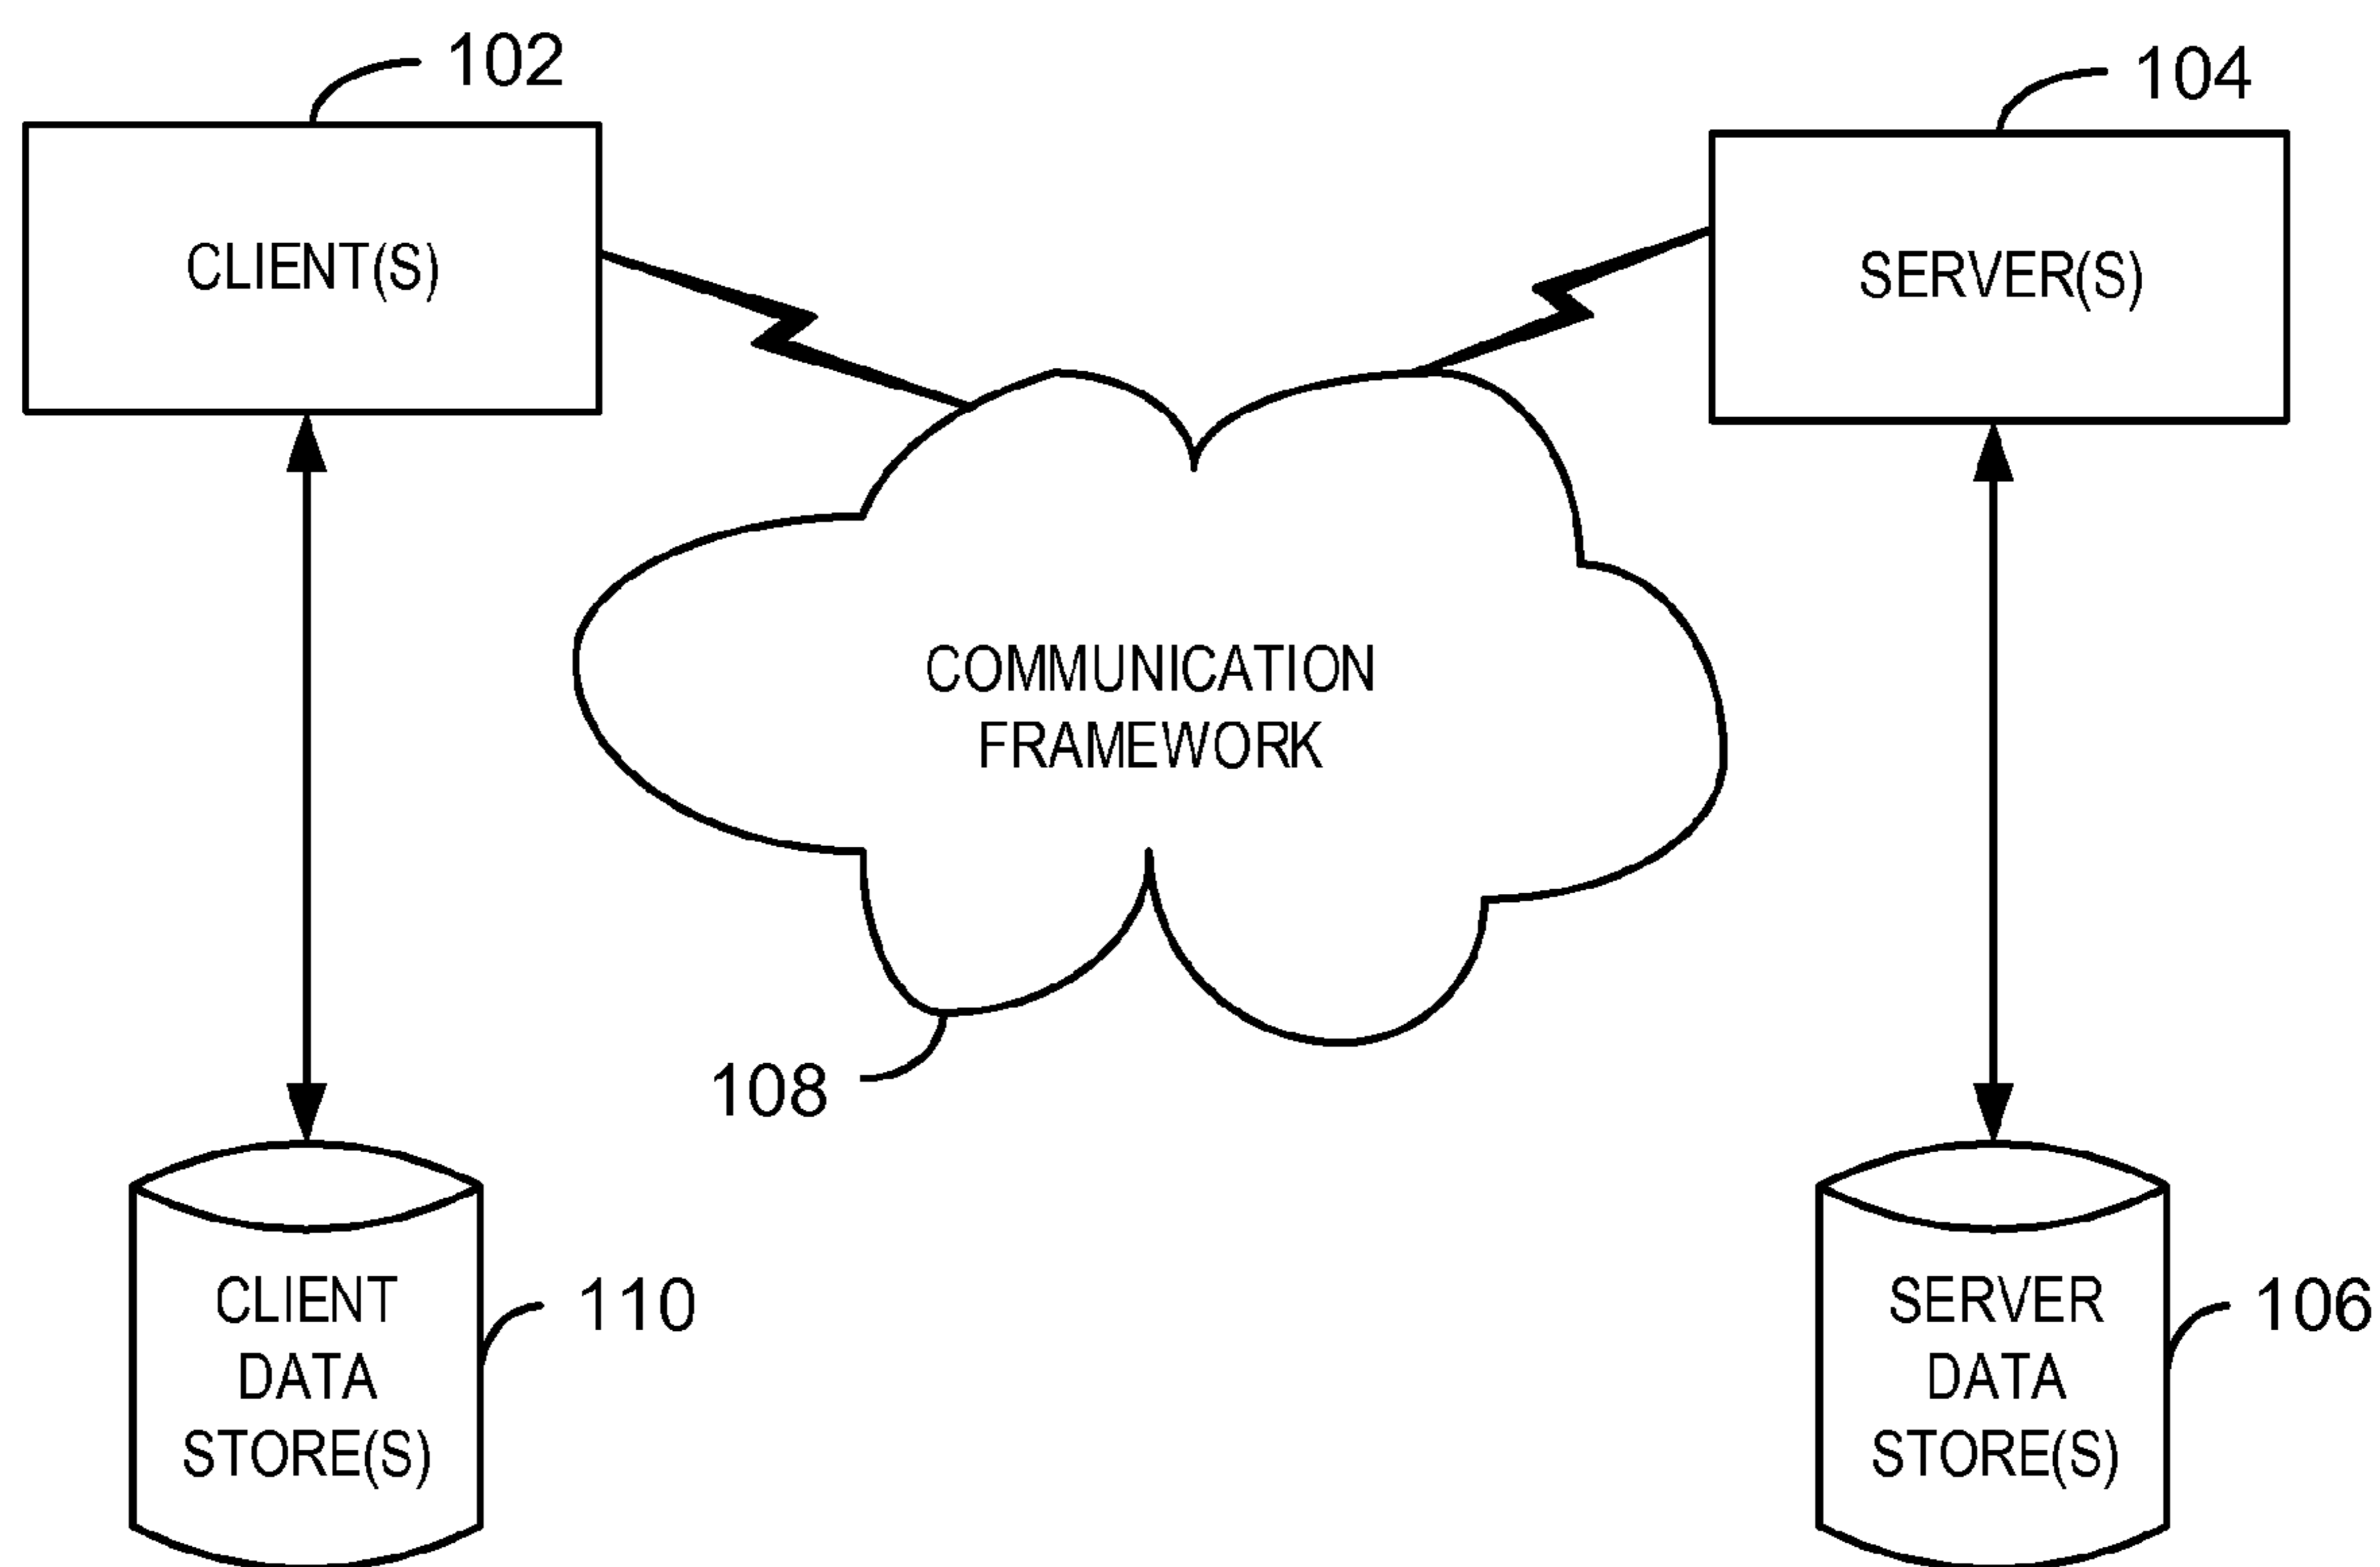 102
104
CLIENT(S)
SERVER(S)
COMMUNICATION
FRAMEWORK
108
CLIENT
DATA
STORE(S)
110
SERVER
DATA
STORE(S)
106